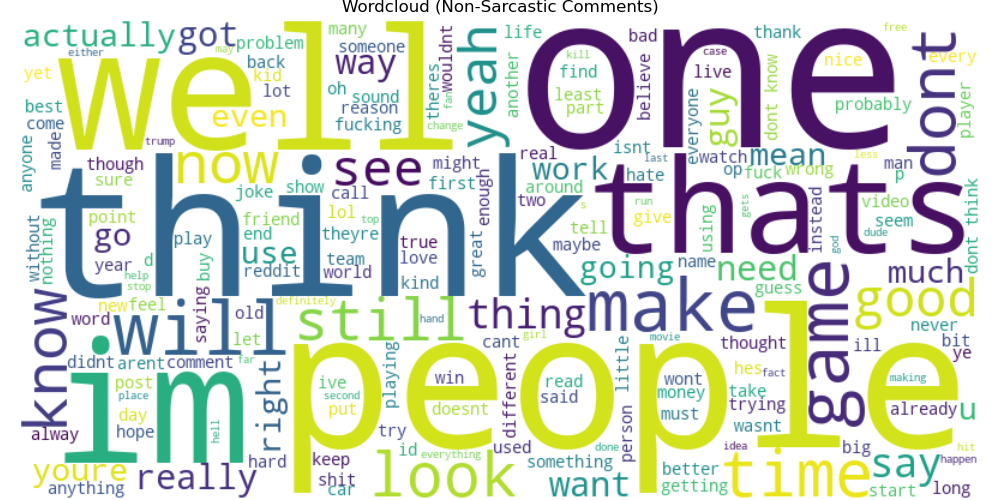 Wordcloud (Non-Sarcastic Comments)
actually got problem many someone life bad thank free
either may way wouldnt kill case every
yet kid back oh sound yeah another find believe live nice
best lot reason theres fan least part guy everyone dont know probably dont player
come even fucking change
well one
anyone made trump isnt last watch mean less
though now see might real work hate op fuck wrong man p
sure joke show call first enough two around s run gets video
think thats
point friend lol top great tell give using instead seem dude
without nothing go end theyre true maybe god dont think
year d play use team love
help stop buy reddit world kind going name need much
new feel definitely guess
know word will saying old still hand thing make game good
let girl movie never
didnt arent comment far cant thought ill bit ye
im people
post place right ive second win read little wont hes fact making
day put playing doesnt different said money take already u
hope hell must trying
alway try id used person wasnt big hit
hard keep everything done idea happen
youre really shit look something better time say
anything car want getting start long